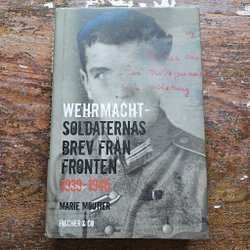 WEHRMACHT-
SOLDATERNAS
BREV FRÅN
FRONTEN
1939-1945
MARIE MOUTIER
FISCHER & CO